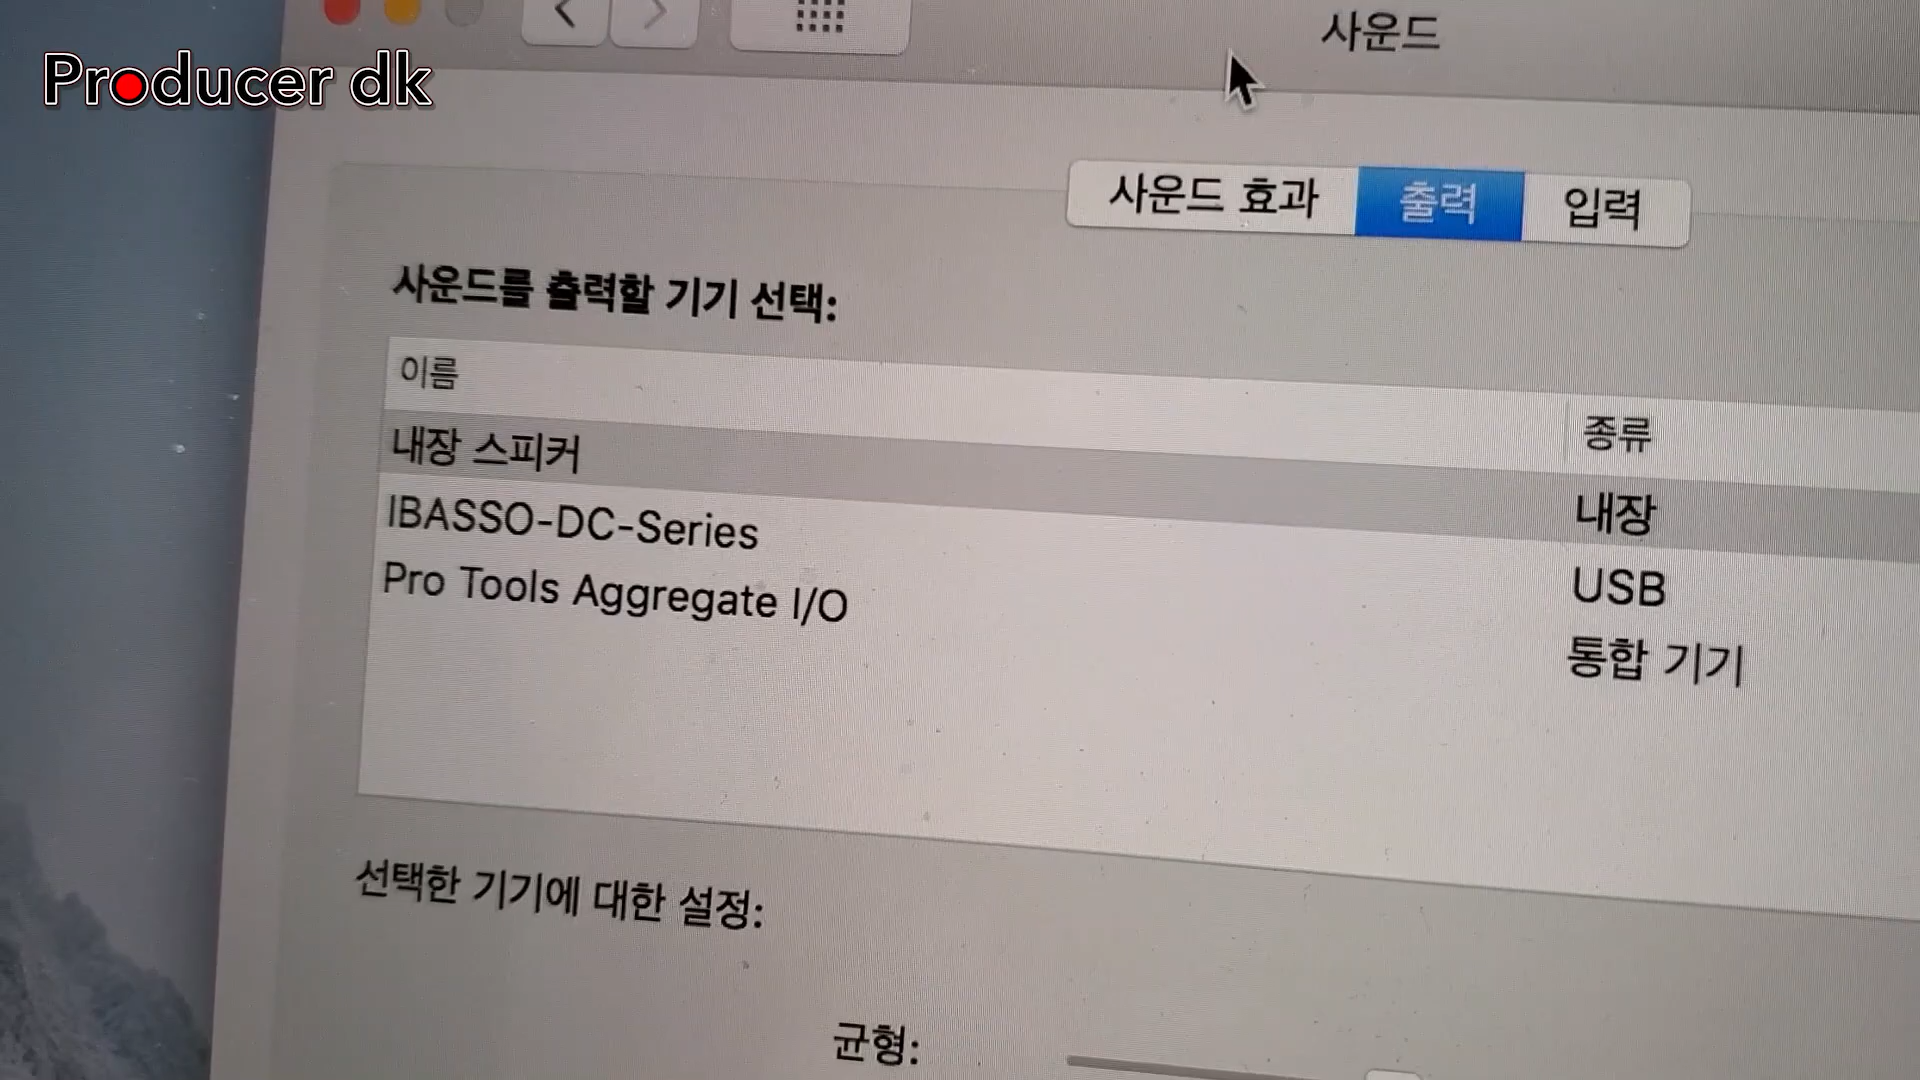 사운드
Producer dk
사운드 효과 출력 입력
사운드를 출력할 기기 선택:
이름 종류
내장 스피커 내장
IBASSO-DC-Series USB
Pro Tools Aggregate I/O 통합 기기
선택한 기기에 대한 설정:
균형: